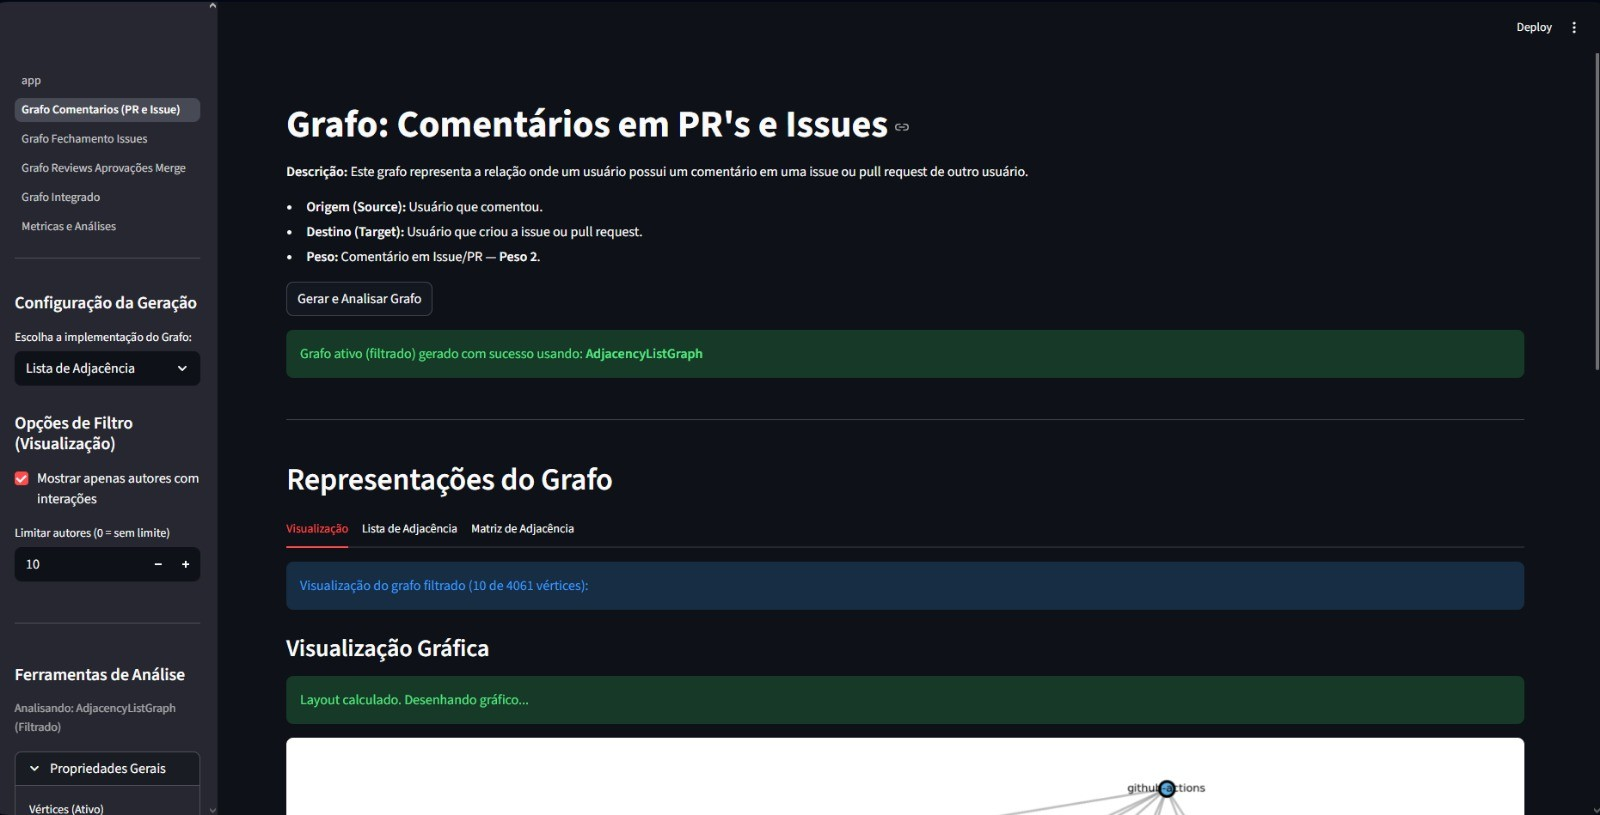 Deploy
app
Grafo Comentarios (PR e Issue)
Grafo Fechamento Issues
Grafo Reviews Aprovações Merge
Grafo Integrado
Metricas e Análises
Configuração da Geração
Escolha a implementação do Grafo:
Lista de Adjacência
Opções de Filtro
(Visualização)
Mostrar apenas autores com
interações
Limitar autores (0 = sem limite)
10
Ferramentas de Análise
Analisando: AdjacencyListGraph
(Filtrado)
Propriedades Gerais
Vértices (Ativo)
Grafo: Comentários em PR's e Issues
Descrição: Este grafo representa a relação onde um usuário possui um comentário em uma issue ou pull request de outro usuário.
• Origem (Source): Usuário que comentou.
• Destino (Target): Usuário que criou a issue ou pull request.
• Peso: Comentário em Issue/PR — Peso 2.
Gerar e Analisar Grafo
Grafo ativo (filtrado) gerado com sucesso usando: AdjacencyListGraph
Representações do Grafo
Visualização Lista de Adjacência Matriz de Adjacência
Visualização do grafo filtrado (10 de 4061 vértices):
Visualização Gráfica
Layout calculado. Desenhando gráfico...
github-actions